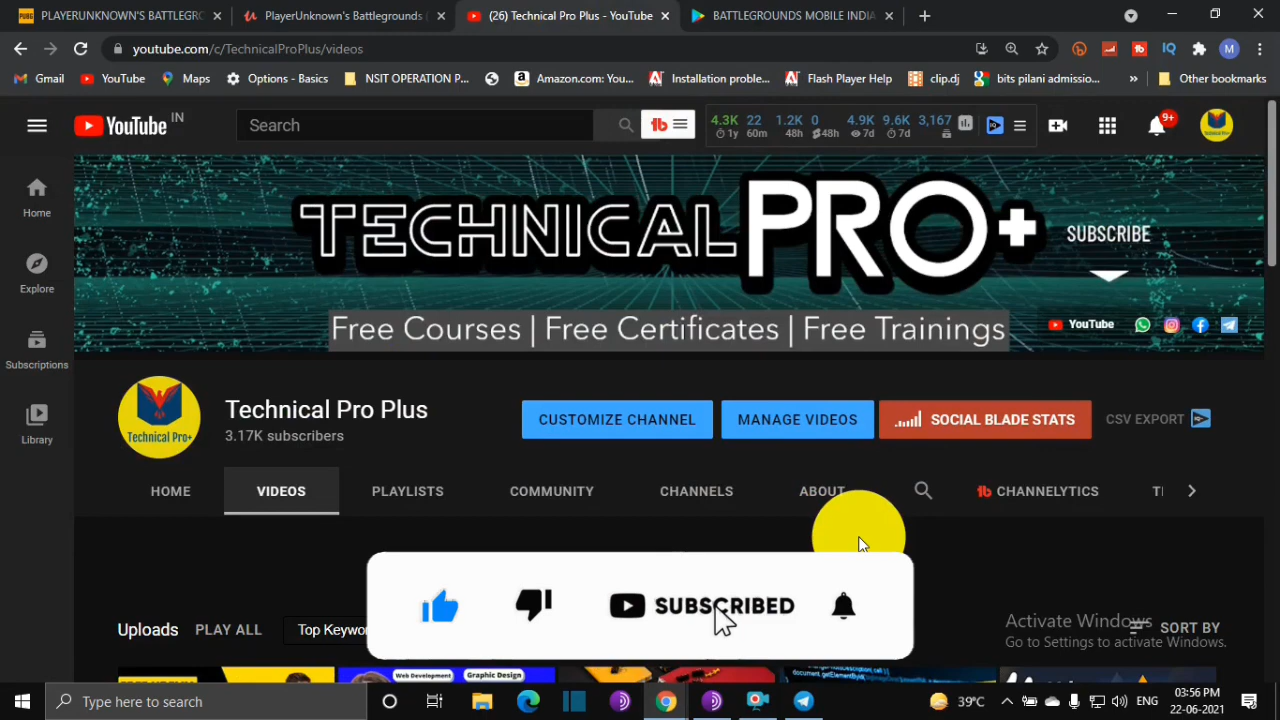 PLAYERUNKNOWN'S BATTLEGR
PlayerUnknown's Battlegrounds (
(26) Technical Pro Plus - YouTube
BATTLEGROUNDS MOBILE INDIA
youtube.com/c/TechnicalProPlus/videos
M
Gmail
YouTube
Maps
Options - Basics
NSIT OPERATION P...
Amazon.com: You...
Installation proble...
Flash Player Help
clip.dj
bits pilani admissio...
»
Other bookmarks
YouTube IN
Search
4.3K 22 1.2K 0 4.9K 9.6K 3,167
1y 60m 48h 48h 7d 7d
9+
Home
Explore
Subscriptions
Library
TECHNICAL PRO+
SUBSCRIBE
Free Courses | Free Certificates | Free Trainings
YouTube
Technical Pro+
Technical Pro Plus
3.17K subscribers
CUSTOMIZE CHANNEL
MANAGE VIDEOS
SOCIAL BLADE STATS
CSV EXPORT
HOME
VIDEOS
PLAYLISTS
COMMUNITY
CHANNELS
ABOUT
CHANNELYTICS
SUBSCRIBED
Uploads
PLAY ALL
Top Keywo
Activate Windows
SORT BY
Go to Settings to activate Windows.
Web Development
Graphic Design
document.getElementById
Type here to search
39°C
ENG
03:56 PM
22-06-2021